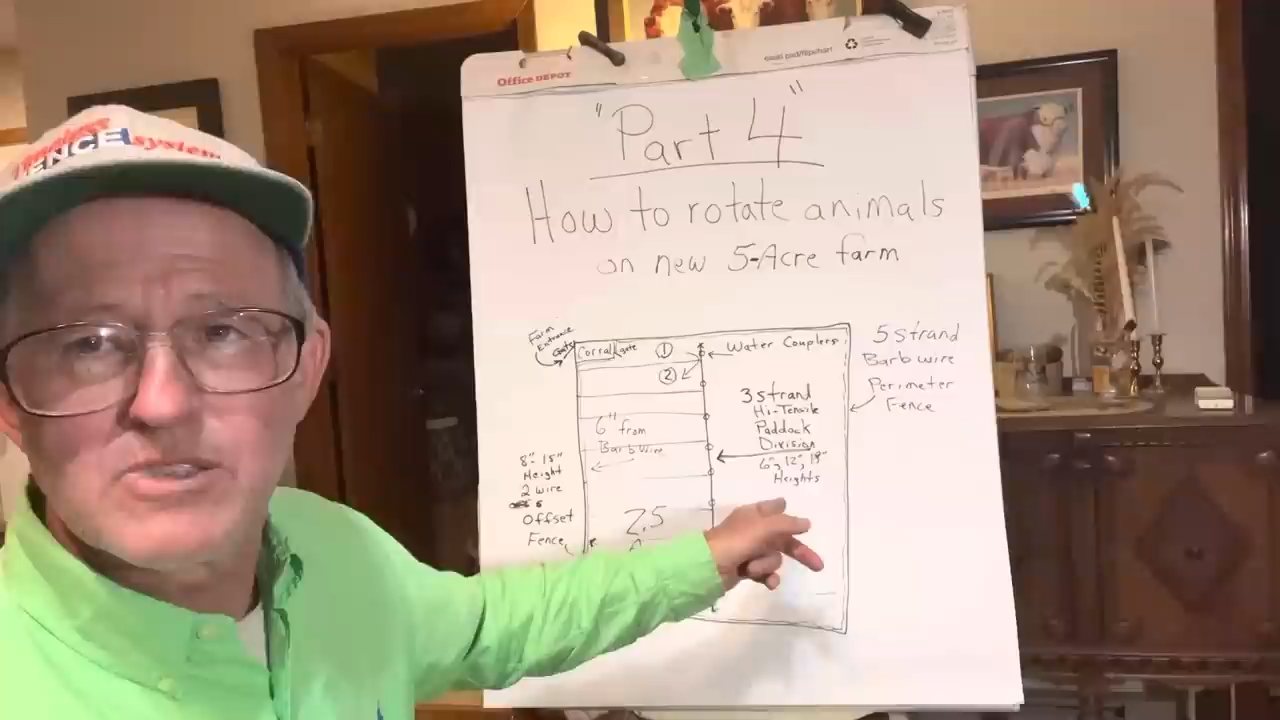 FENCE systems
Office DEPOT
"Part 4"
How to rotate animals
on new 5-Acre farm
Farm
Entrance
Corral
gate
1
2
Water Couplers
5 strand
Barb wire
Perimeter
Fence
3 strand
Hi-Tensile
Paddock
Division
6", 12", 18"
Heights
6" from
Barb wire
8"-15"
Height
2 wire
Offset
Fence
2.5